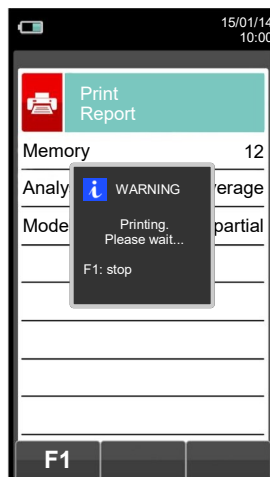 15/01/14
10:00
Print
Report
Memory 12
Analy verage
Mode partial
i WARNING
Printing.
Please wait...
F1: stop
F1